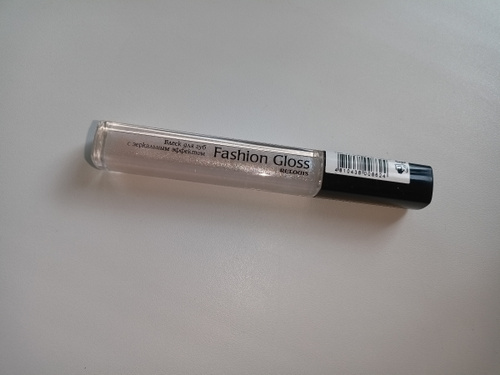 Блеск для губ
с зеркальным эффектом
Fashion Gloss
RELOUIS